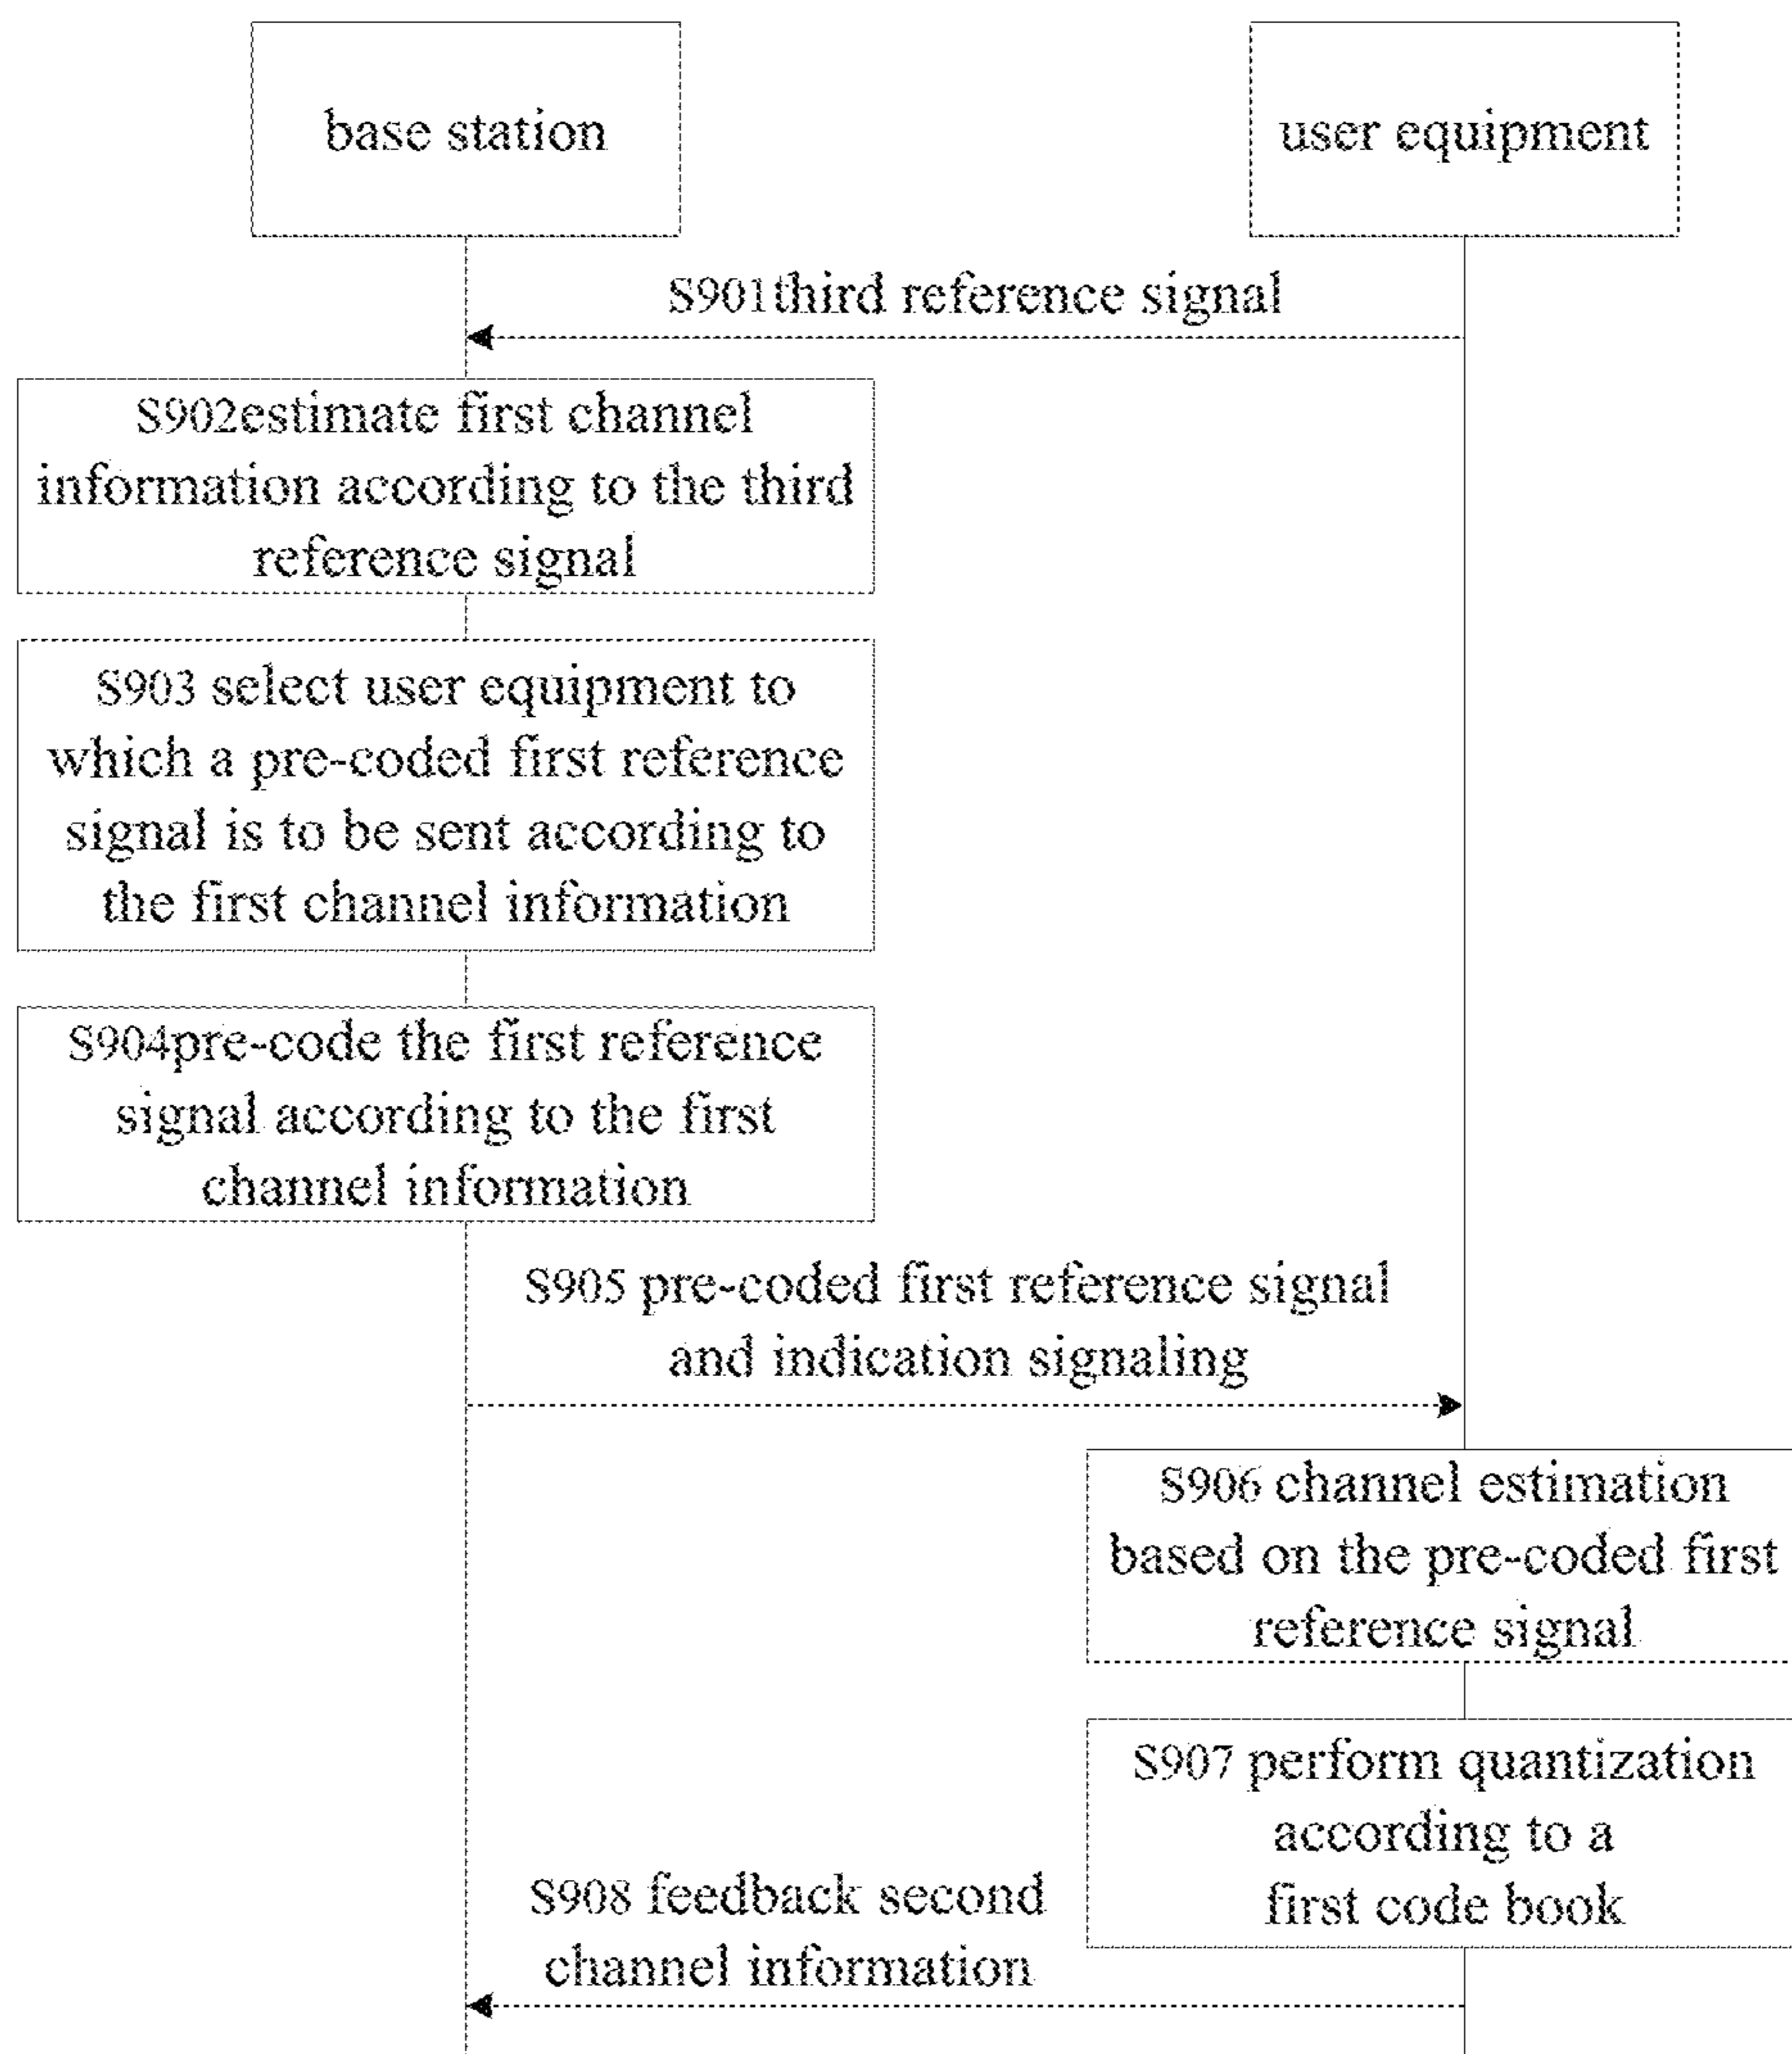 base station
user equipment
S901third reference signal
S902estimate first channel
information according to the third
reference signal
S903 select user equipment to
which a pre-coded first reference
signal is to be sent according to
the first channel information
S904pre-code the first reference
signal according to the first
channel information
S905 pre-coded first reference signal
and indication signaling
S906 channel estimation
based on the pre-coded first
reference signal
S907 perform quantization
according to a
first code book
S908 feedback second
channel information